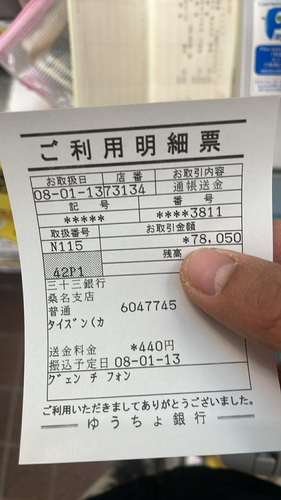 ご利用明細票
お取扱日 店番 お取引内容
08-01-13 73134 通帳送金
記号 番号
***** ****3811
取扱番号 お取引金額
N115 *78,050
残高
42P1
三十三銀行
桑名支店
普通 6047745
タイズン(カ
送金料金 *440円
振込予定日 08-01-13
グエン チ フォン
ご利用いただきましてありがとうございました。
ゆうちょ銀行